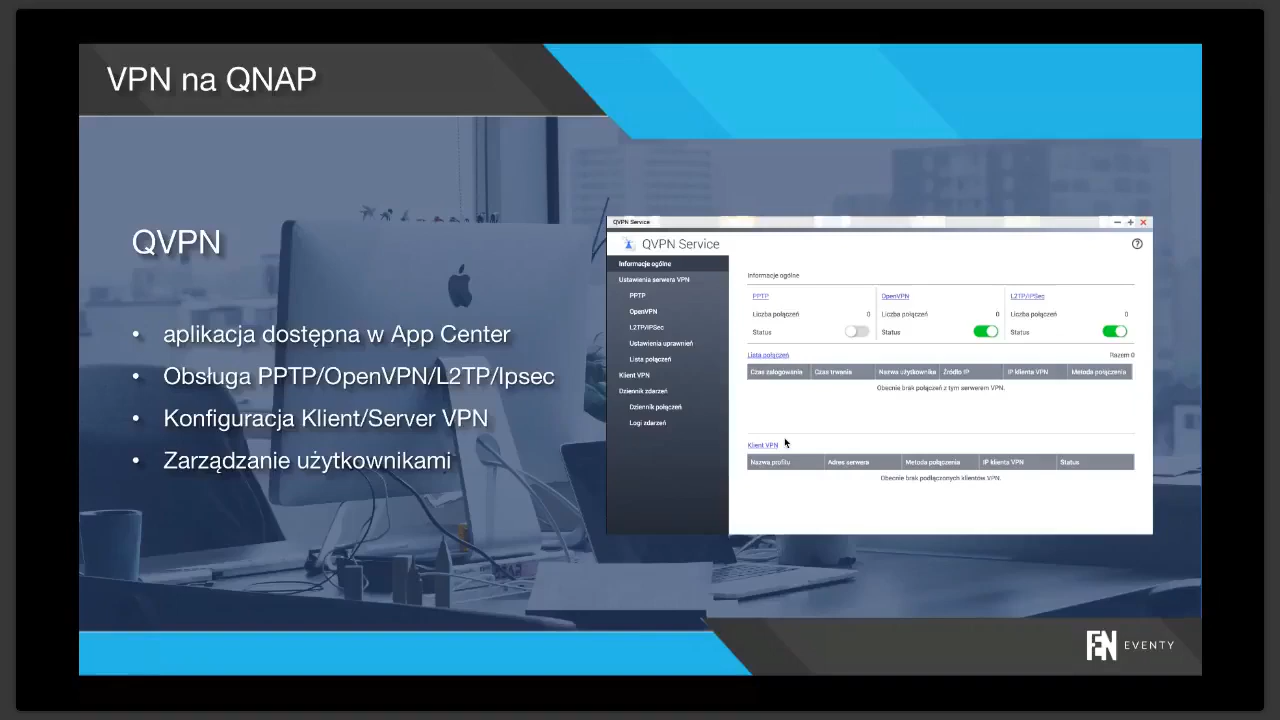 VPN na QNAP
QVPN
• aplikacja dostępna w App Center
• Obsługa PPTP/OpenVPN/L2TP/Ipsec
• Konfiguracja Klient/Server VPN
• Zarządzanie użytkownikami
QVPN Service
QVPN Service
Informacje ogólne
Ustawienia serwera VPN
PPTP
OpenVPN
L2TP/IPSec
Ustawienia uprawnień
Lista połączeń
Klient VPN
Dziennik zdarzeń
Dziennik połączeń
Logi zdarzeń
Informacje ogólne
PPTP OpenVPN L2TP/IPSec
Liczba połączeń 0 Liczba połączeń 0 Liczba połączeń 0
Status Status Status
Lista połączeń Razem 0
Czas zalogowania Czas trwania Nazwa użytkownika Źródło IP IP klienta VPN Metoda połączenia
Obecnie brak połączeń z tym serwerem VPN.
Klient VPN
Nazwa profilu Adres serwera Metoda połączenia IP klienta VPN Status
Obecnie brak podłączonych klientów VPN.
FEN EVENTY